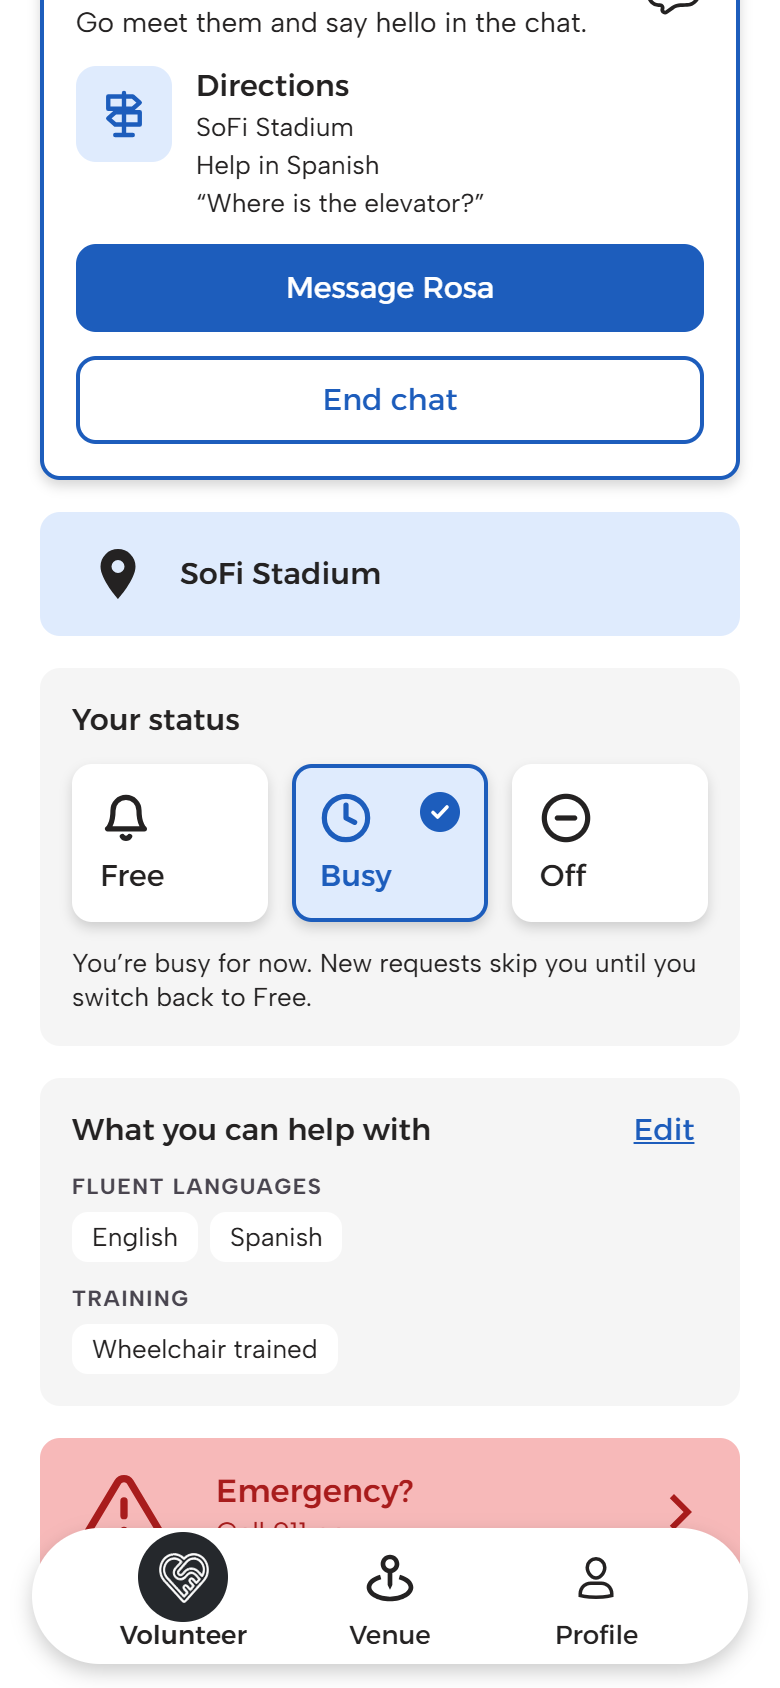 Go meet them and say hello in the chat.
Directions
SoFi Stadium
Help in Spanish
“Where is the elevator?”
Message Rosa
End chat
SoFi Stadium
Your status
Free
Busy
Off
You’re busy for now. New requests skip you until you
switch back to Free.
What you can help with
Edit
FLUENT LANGUAGES
English
Spanish
TRAINING
Wheelchair trained
Emergency?
Volunteer
Venue
Profile